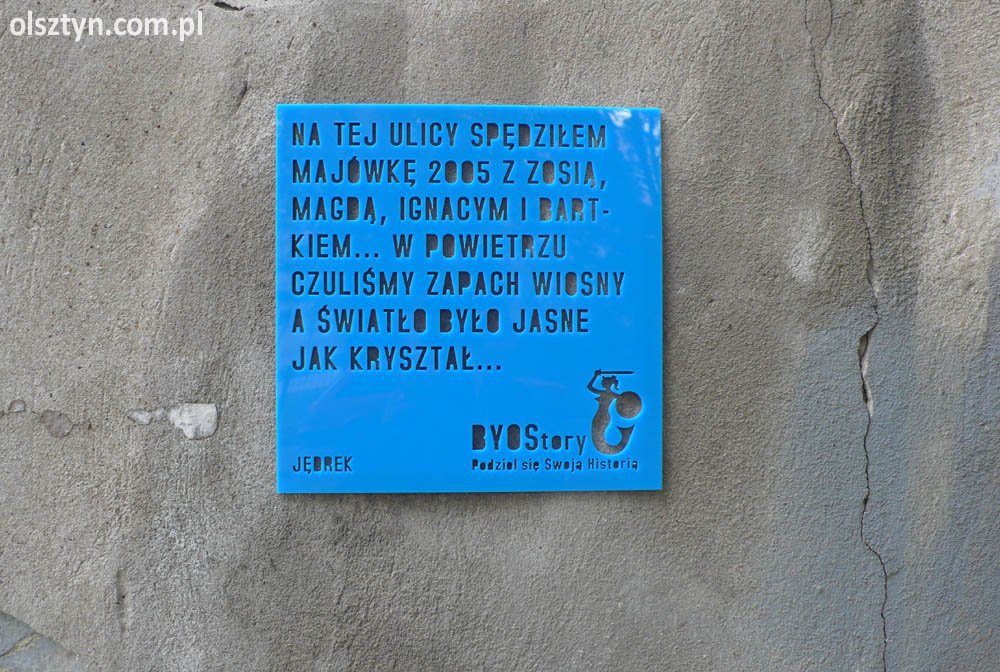 olsztyn.com.pl
NA TEJ ULICY SPĘDZIŁEM
MAJÓWKĘ 2005 Z ZOSIĄ,
MAGDĄ, IGNACYM I BART-
KIEM... W POWIETRZU
CZULIŚMY ZAPACH WIOSNY
A ŚWIATŁO BYŁO JASNE
JAK KRYSZTAŁ...
BYOStory
JĘDREK
Podziel się Swoją Historią